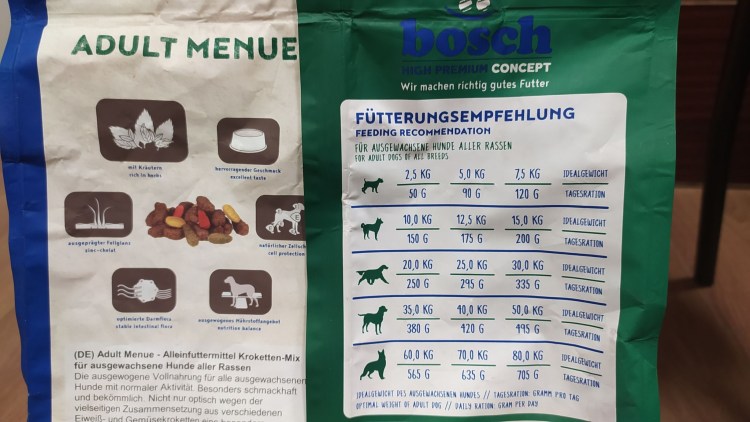 ADULT MENUE
mit Kräutern
rich in herbs
hervorragender Geschmack
excellent taste
ausgeprägter Fellglanz
zinc-chelat
natürlicher Zellsch
cell protection
optimierte Darmflora
stable intestinal flora
ausgewogenes Nährstoffangebot
nutrition balance
(DE) Adult Menue - Alleinfuttermittel Kroketten-Mix
für ausgewachsene Hunde aller Rassen
Die ausgewogene Vollnahrung für alle ausgewachsenen
Hunde mit normaler Aktivität. Besonders schmackhaft
und bekömmlich. Nicht nur optisch wegen der
vielseitigen Zusammensetzung aus verschiedenen
Eiweiß- und Gemüsekroketten eine besondere
bosch
HIGH PREMIUM CONCEPT
Wir machen richtig gutes Futter
FÜTTERUNGSEMPFEHLUNG
FEEDING RECOMMENDATION
FÜR AUSGEWACHSENE HUNDE ALLER RASSEN
FOR ADULT DOGS OF ALL BREEDS
2,5 KG 5,0 KG 7,5 KG IDEALGEWICHT
50 G 90 G 120 G TAGESRATION
10,0 KG 12,5 KG 15,0 KG IDEALGEWICHT
150 G 175 G 200 G TAGESRATION
20,0 KG 25,0 KG 30,0 KG IDEALGEWICHT
250 G 295 G 335 G TAGESRATION
35,0 KG 40,0 KG 50,0 KG IDEALGEWICHT
380 G 420 G 495 G TAGESRATION
60,0 KG 70,0 KG 80,0 KG IDEALGEWICHT
565 G 635 G 705 G TAGESRATION
IDEALGEWICHT DES AUSGEWACHSENEN HUNDES // TAGESRATION: GRAMM PRO TAG
OPTIMAL WEIGHT OF ADULT DOG // DAILY RATION: GRAM PER DAY